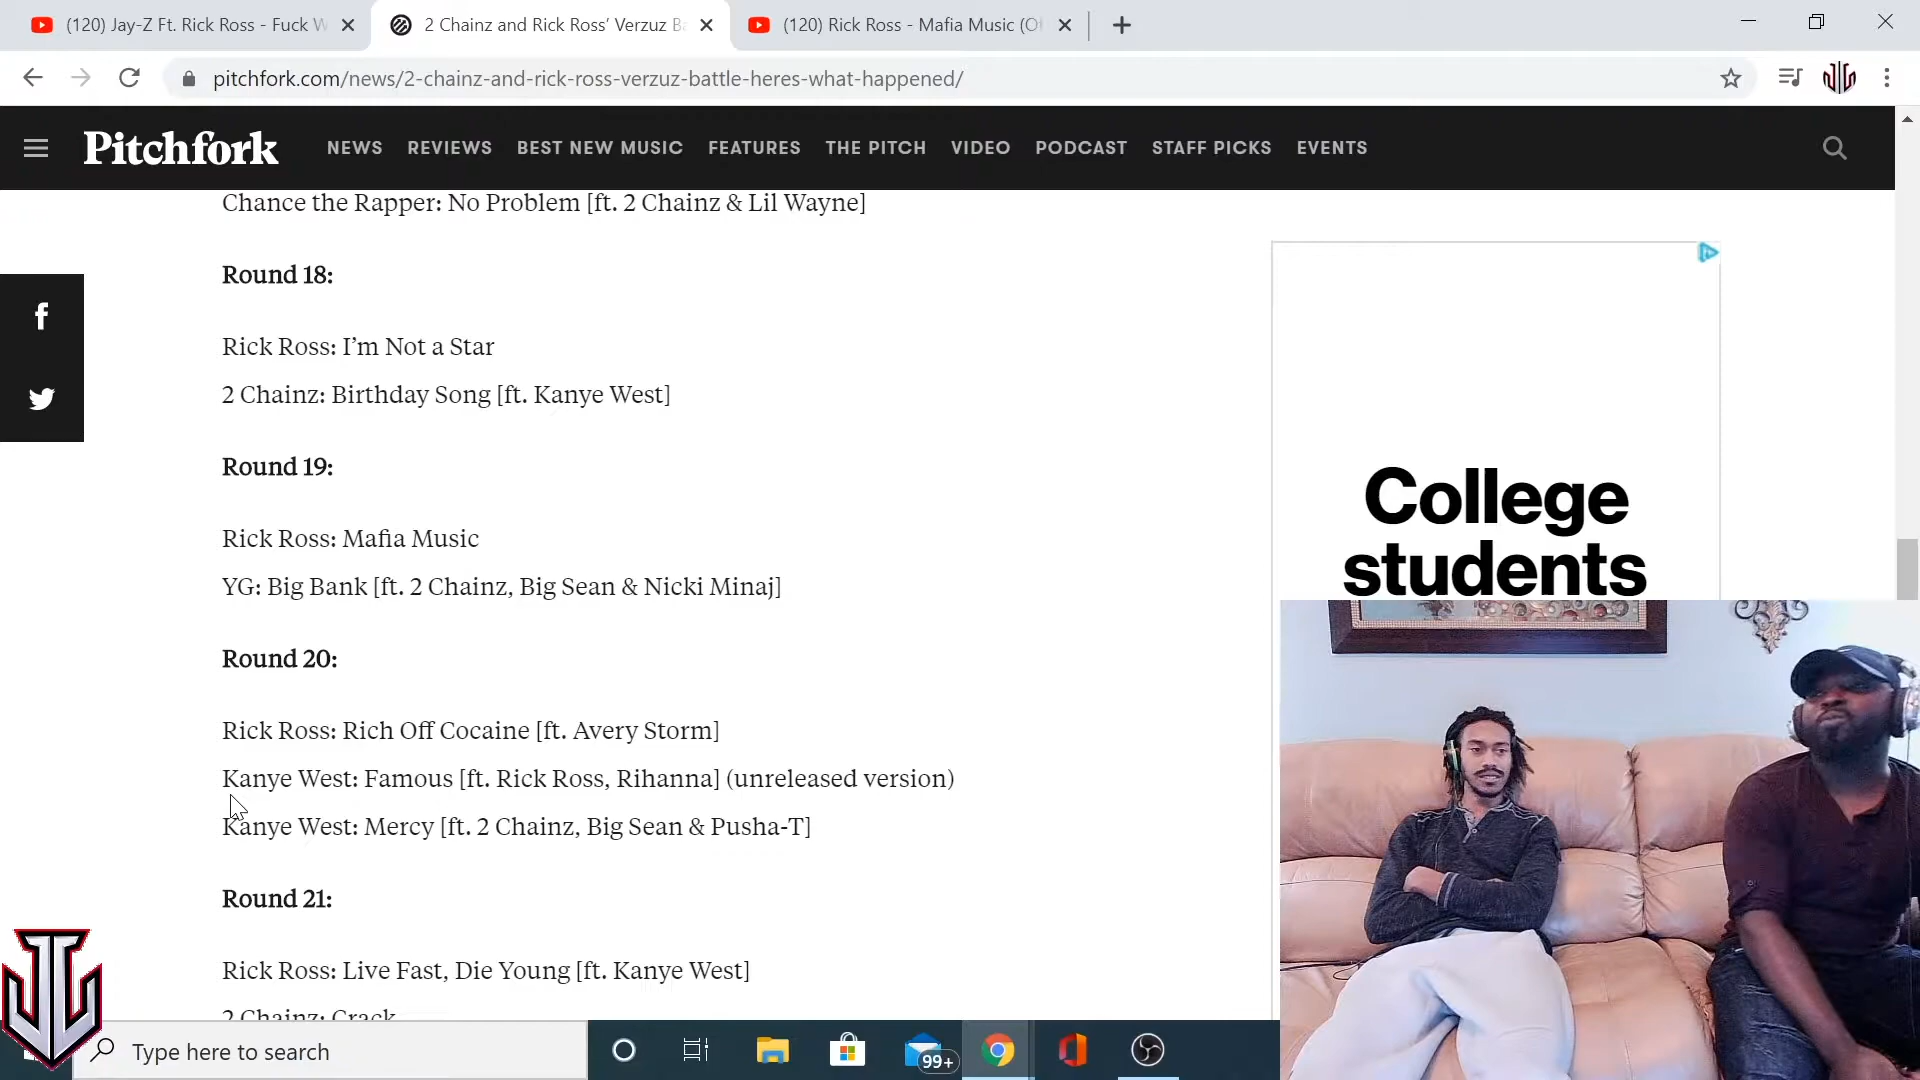 (120) Jay-Z Ft. Rick Ross - Fuck W
2 Chainz and Rick Ross' Verzuz Ba
(120) Rick Ross - Mafia Music (Of
pitchfork.com/news/2-chainz-and-rick-ross-verzuz-battle-heres-what-happened/
Pitchfork NEWS REVIEWS BEST NEW MUSIC FEATURES THE PITCH VIDEO PODCAST STAFF PICKS EVENTS
Chance the Rapper: No Problem [ft. 2 Chainz & Lil Wayne]
Round 18:
Rick Ross: I'm Not a Star
2 Chainz: Birthday Song [ft. Kanye West]
Round 19:
Rick Ross: Mafia Music
YG: Big Bank [ft. 2 Chainz, Big Sean & Nicki Minaj]
Round 20:
Rick Ross: Rich Off Cocaine [ft. Avery Storm]
Kanye West: Famous [ft. Rick Ross, Rihanna] (unreleased version)
Kanye West: Mercy [ft. 2 Chainz, Big Sean & Pusha-T]
Round 21:
Rick Ross: Live Fast, Die Young [ft. Kanye West]
2 Chainz: Crack
College
students
Type here to search
99+